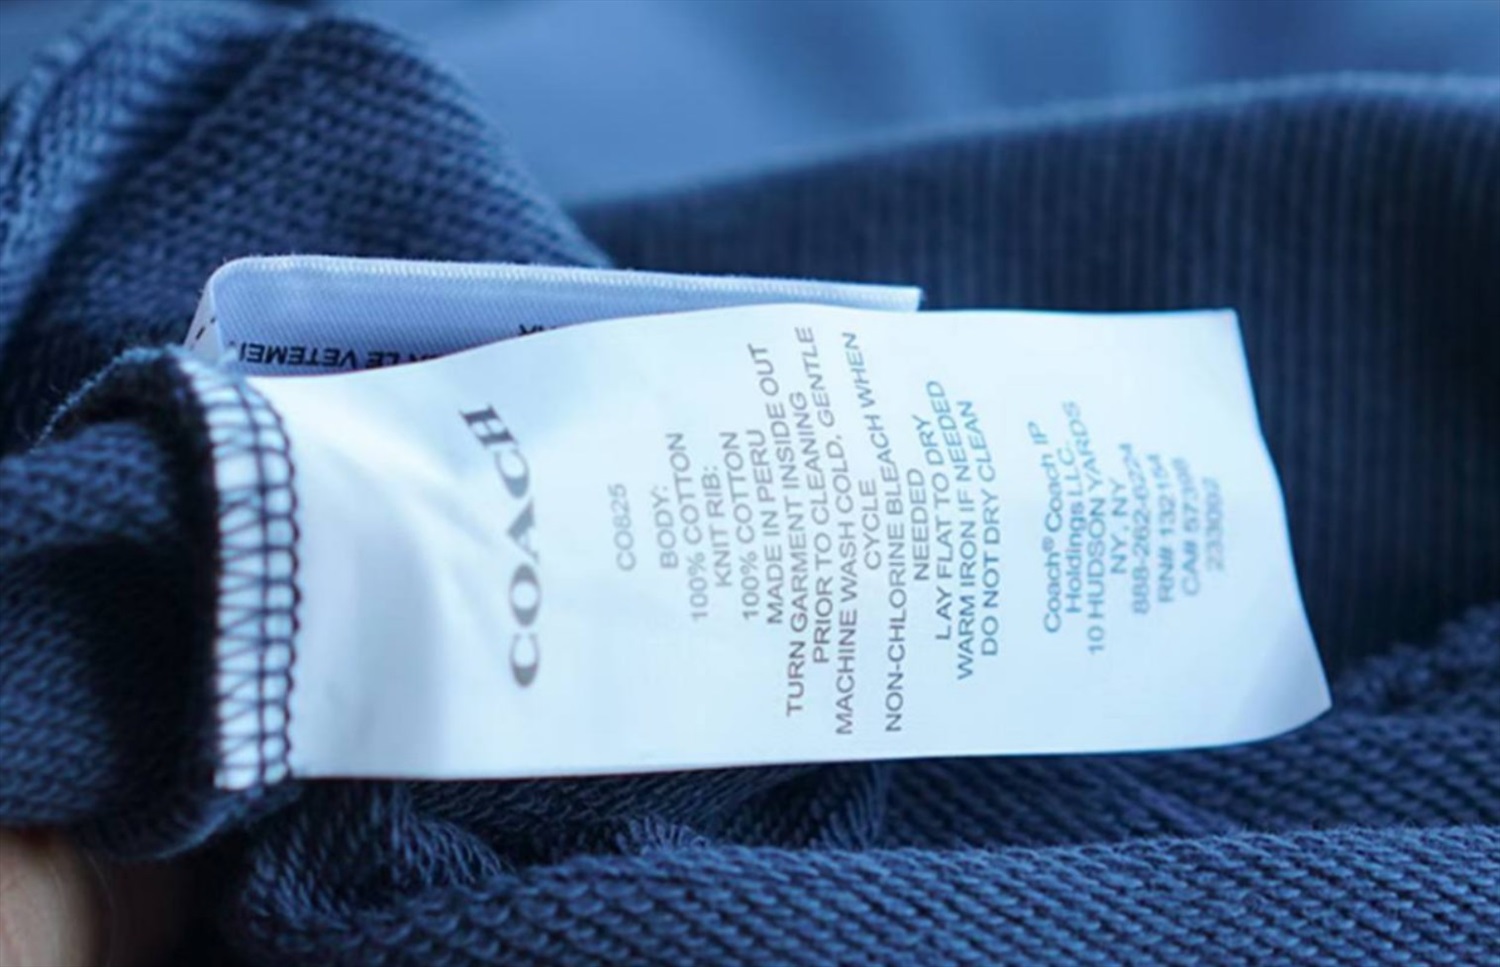 COACH
CO825
BODY:
100% COTTON
KNIT RIB:
100% COTTON
MADE IN PERU
TURN GARMENT INSIDE OUT
PRIOR TO CLEANING
MACHINE WASH COLD, GENTLE
CYCLE
NON-CHLORINE BLEACH WHEN
NEEDED
LAY FLAT TO DRY
WARM IRON IF NEEDED
DO NOT DRY CLEAN
Coach® Coach IP
Holdings LLC.
10 HUDSON YARDS
NY, NY
888-262-6224
RN# 132154
CA# 57398
LE VETEMEN